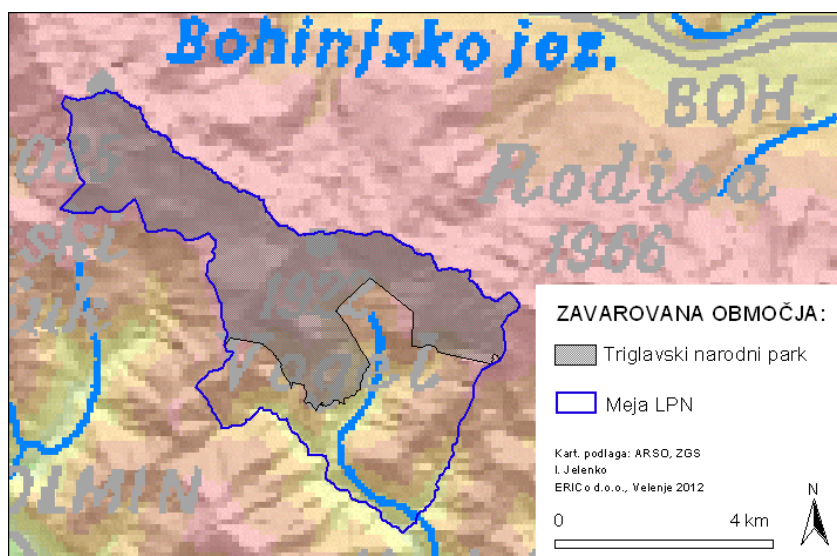 Bohinjsko jez.
BOH.
Rodica
1966
1922
Vogel
ZAVAROVANA OBMOČJA:
Triglavski narodni park
Meja LPN
Kart. podlaga: ARSO, ZGS
I. Jelenko
ERICo d.o.o., Velenje 2012
0 4 km
N
OLMIN